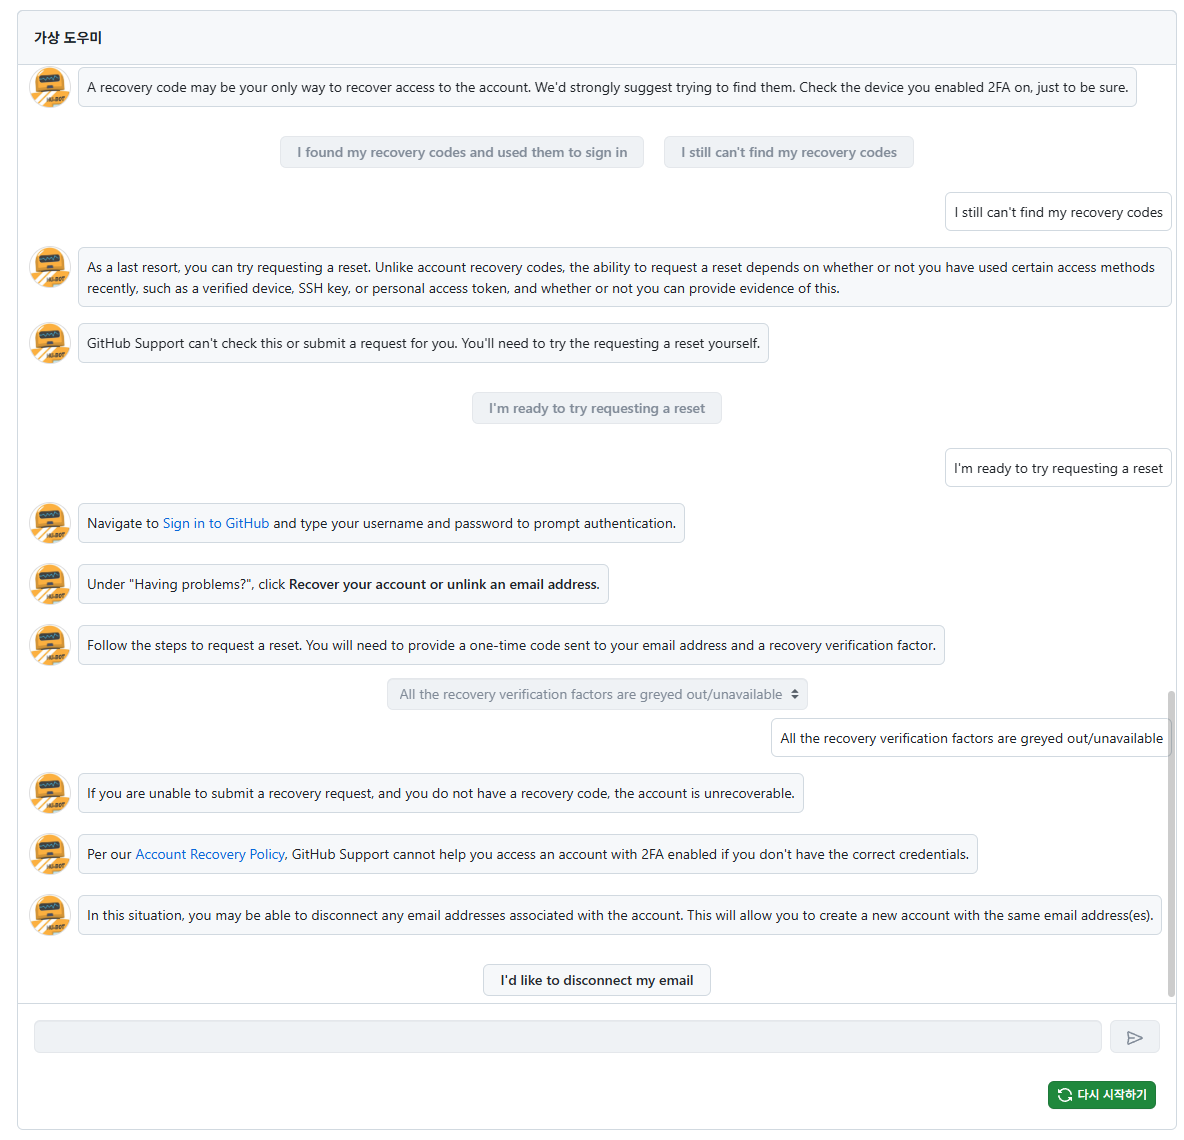 가상 도우미
A recovery code may be your only way to recover access to the account. We'd strongly suggest trying to find them. Check the device you enabled 2FA on, just to be sure.
I found my recovery codes and used them to sign in
I still can't find my recovery codes
I still can't find my recovery codes
As a last resort, you can try requesting a reset. Unlike account recovery codes, the ability to request a reset depends on whether or not you have used certain access methods
recently, such as a verified device, SSH key, or personal access token, and whether or not you can provide evidence of this.
GitHub Support can't check this or submit a request for you. You'll need to try the requesting a reset yourself.
I'm ready to try requesting a reset
I'm ready to try requesting a reset
Navigate to Sign in to GitHub and type your username and password to prompt authentication.
Under "Having problems?", click Recover your account or unlink an email address.
Follow the steps to request a reset. You will need to provide a one-time code sent to your email address and a recovery verification factor.
All the recovery verification factors are greyed out/unavailable
All the recovery verification factors are greyed out/unavailable
If you are unable to submit a recovery request, and you do not have a recovery code, the account is unrecoverable.
Per our Account Recovery Policy, GitHub Support cannot help you access an account with 2FA enabled if you don't have the correct credentials.
In this situation, you may be able to disconnect any email addresses associated with the account. This will allow you to create a new account with the same email address(es).
I'd like to disconnect my email
다시 시작하기